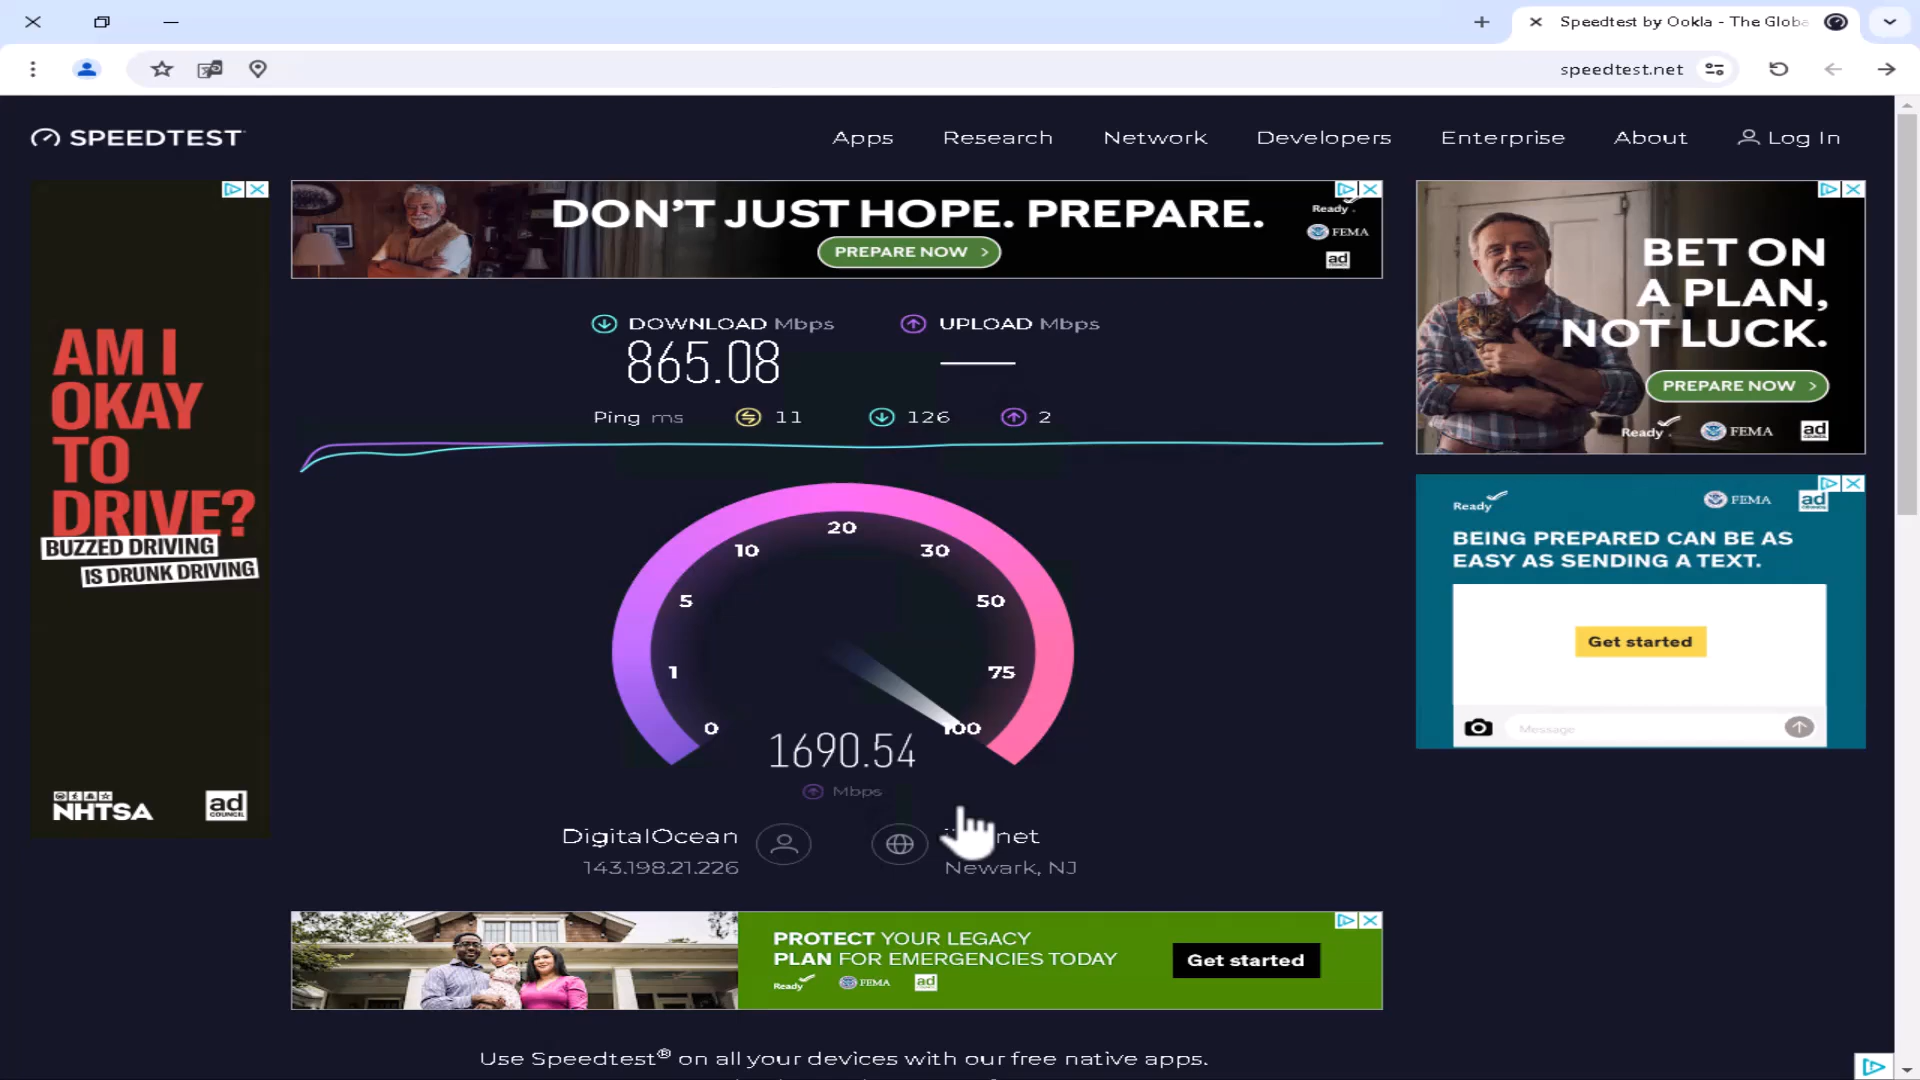 Speedtest by Ookla - The Globa
speedtest.net
SPEEDTEST
Apps
Research
Network
Developers
Enterprise
About
Log In
AM I
OKAY
TO
DRIVE?
BUZZED DRIVING
IS DRUNK DRIVING
NHTSA
ad
COUNCIL
DON'T JUST HOPE. PREPARE.
PREPARE NOW >
Ready
FEMA
ad
BET ON
A PLAN,
NOT LUCK.
PREPARE NOW >
Ready
FEMA
ad
DOWNLOAD Mbps
865.08
UPLOAD Mbps
Ping ms
11
126
2
0
1
5
10
20
30
50
75
100
1690.54
Mbps
DigitalOcean
143.198.21.226
Newark, NJ
Ready
FEMA
ad
BEING PREPARED CAN BE AS
EASY AS SENDING A TEXT.
Get started
Message
PROTECT YOUR LEGACY
PLAN FOR EMERGENCIES TODAY
Ready
FEMA
ad
Get started
Use Speedtest® on all your devices with our free native apps.